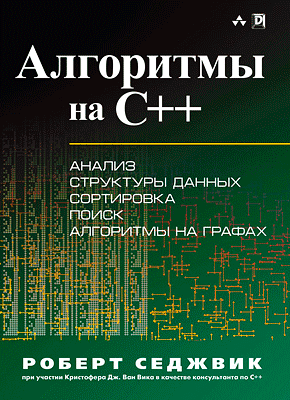 Алгоритмы
на C++
АНАЛИЗ
СТРУКТУРЫ ДАННЫХ
СОРТИРОВКА
ПОИСК
АЛГОРИТМЫ НА ГРАФАХ
РОБЕРТ СЕДЖВИК
при участии Кристофера Дж. Ван Вика в качестве консультанта по C++